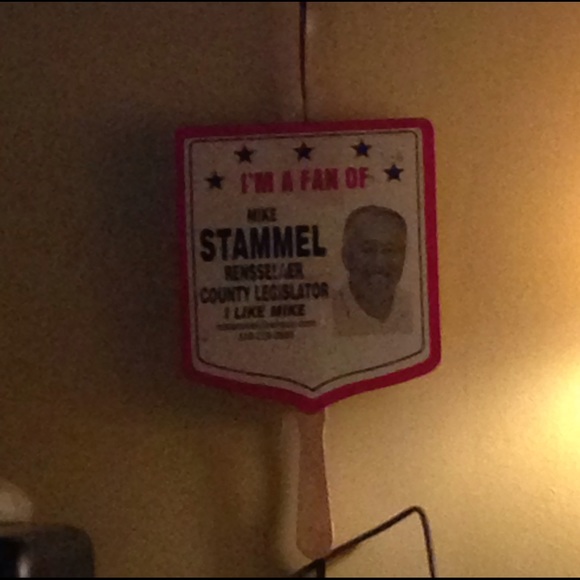 I'M A FAN OF
MIKE
STAMMEL
RENSSELAER
COUNTY LEGISLATOR
I LIKE MIKE